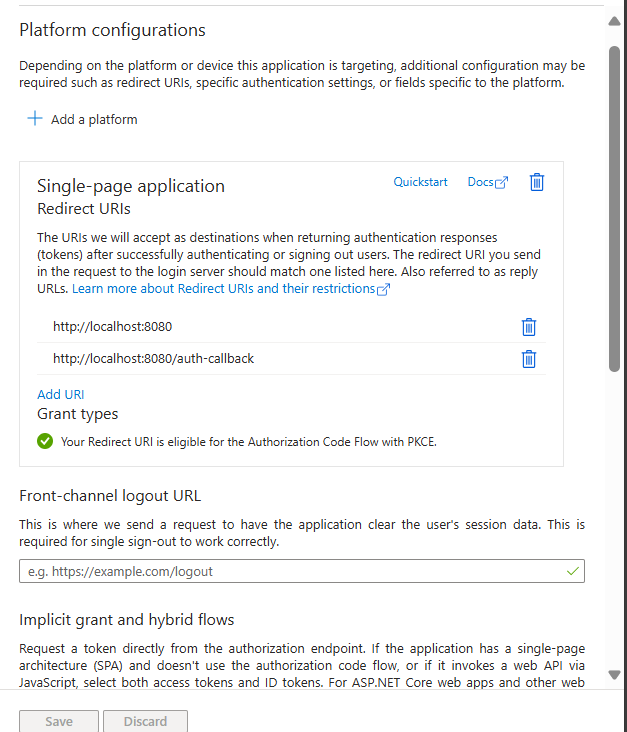 Platform configurations
Depending on the platform or device this application is targeting, additional configuration may be
required such as redirect URIs, specific authentication settings, or fields specific to the platform.
Add a platform
Single-page application
Quickstart
Docs
Redirect URIs
The URIs we will accept as destinations when returning authentication responses
(tokens) after successfully authenticating or signing out users. The redirect URI you send
in the request to the login server should match one listed here. Also referred to as reply
URLs. Learn more about Redirect URIs and their restrictions
http://localhost:8080
http://localhost:8080/auth-callback
Add URI
Grant types
Your Redirect URI is eligible for the Authorization Code Flow with PKCE.
Front-channel logout URL
This is where we send a request to have the application clear the user's session data. This is
required for single sign-out to work correctly.
e.g. https://example.com/logout
Implicit grant and hybrid flows
Request a token directly from the authorization endpoint. If the application has a single-page
architecture (SPA) and doesn't use the authorization code flow, or if it invokes a web API via
JavaScript, select both access tokens and ID tokens. For ASP.NET Core web apps and other web
Save
Discard